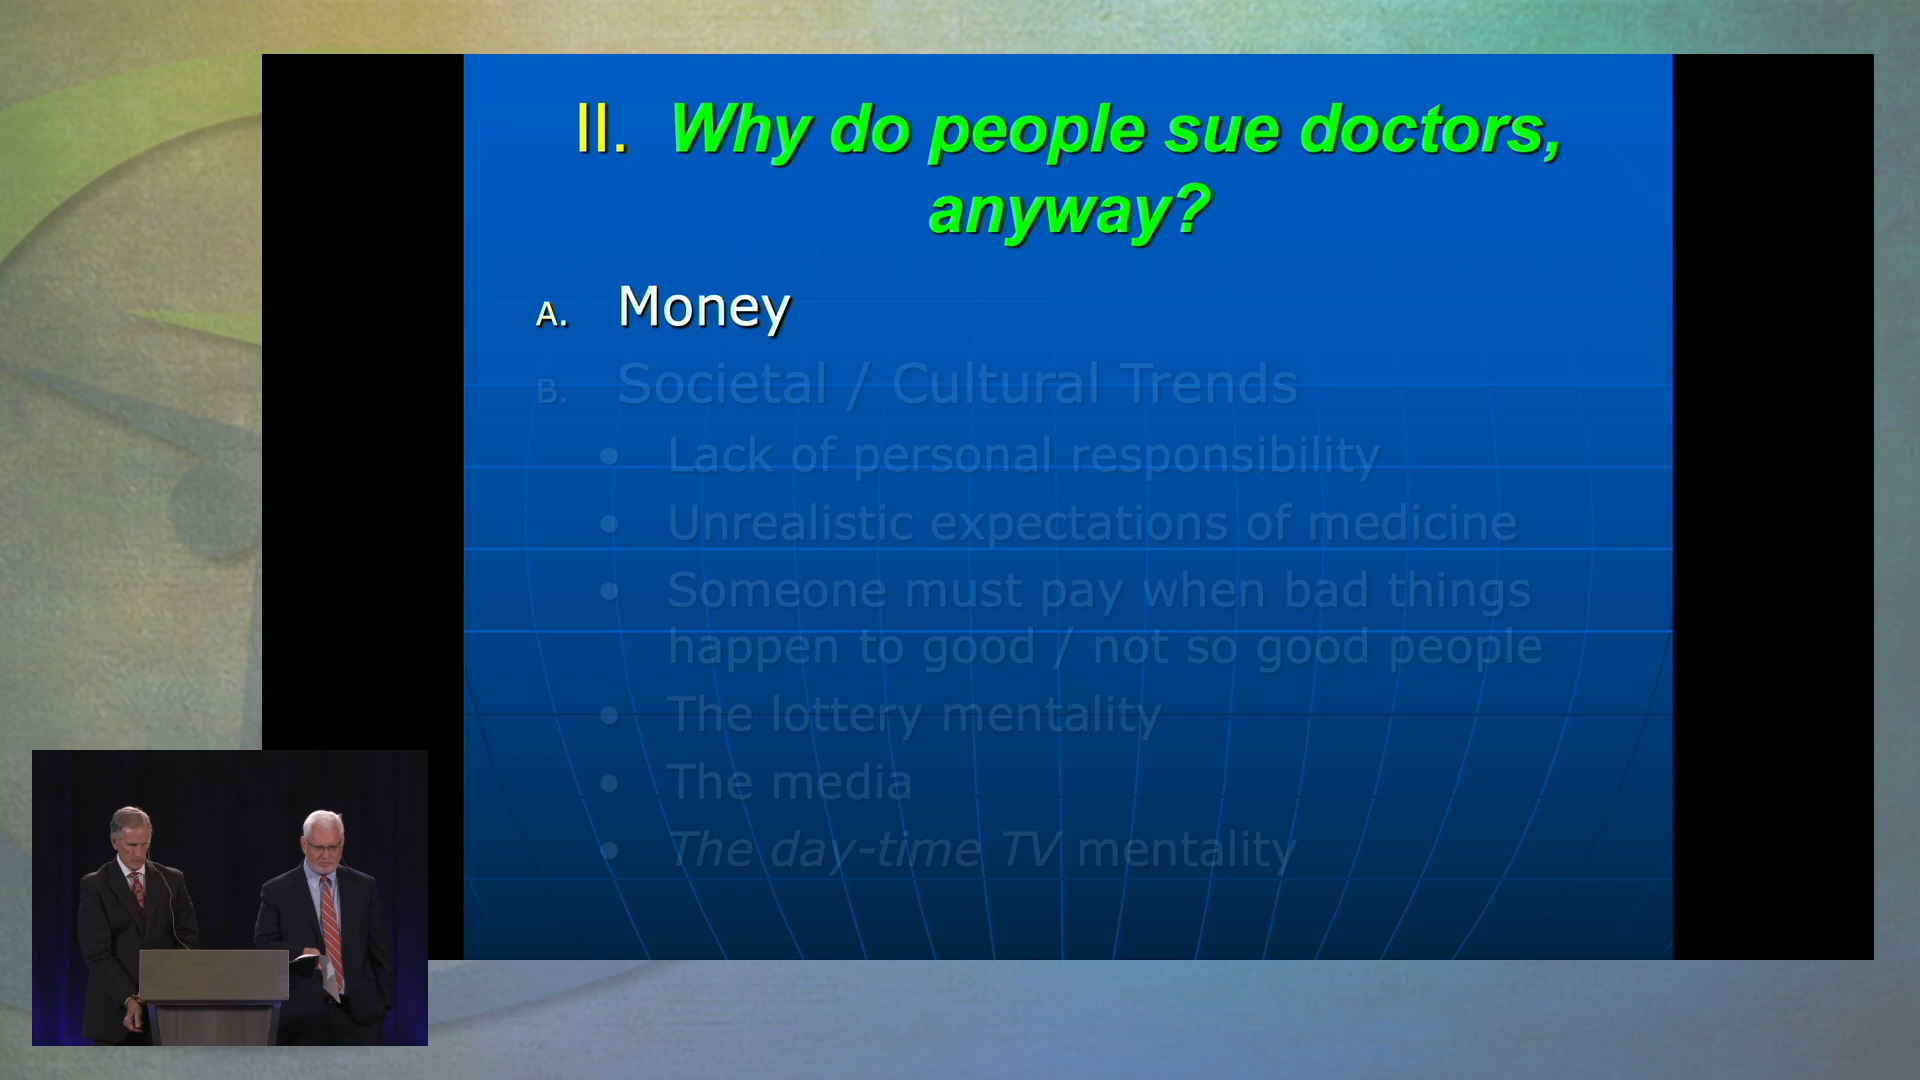 II. Why do people sue doctors,
anyway?
A. Money
B. Societal / Cultural Trends
• Lack of personal responsibility
• Unrealistic expectations of medicine
• Someone must pay when bad things
happen to good / not so good people
• The lottery mentality
• The media
• The day-time TV mentality